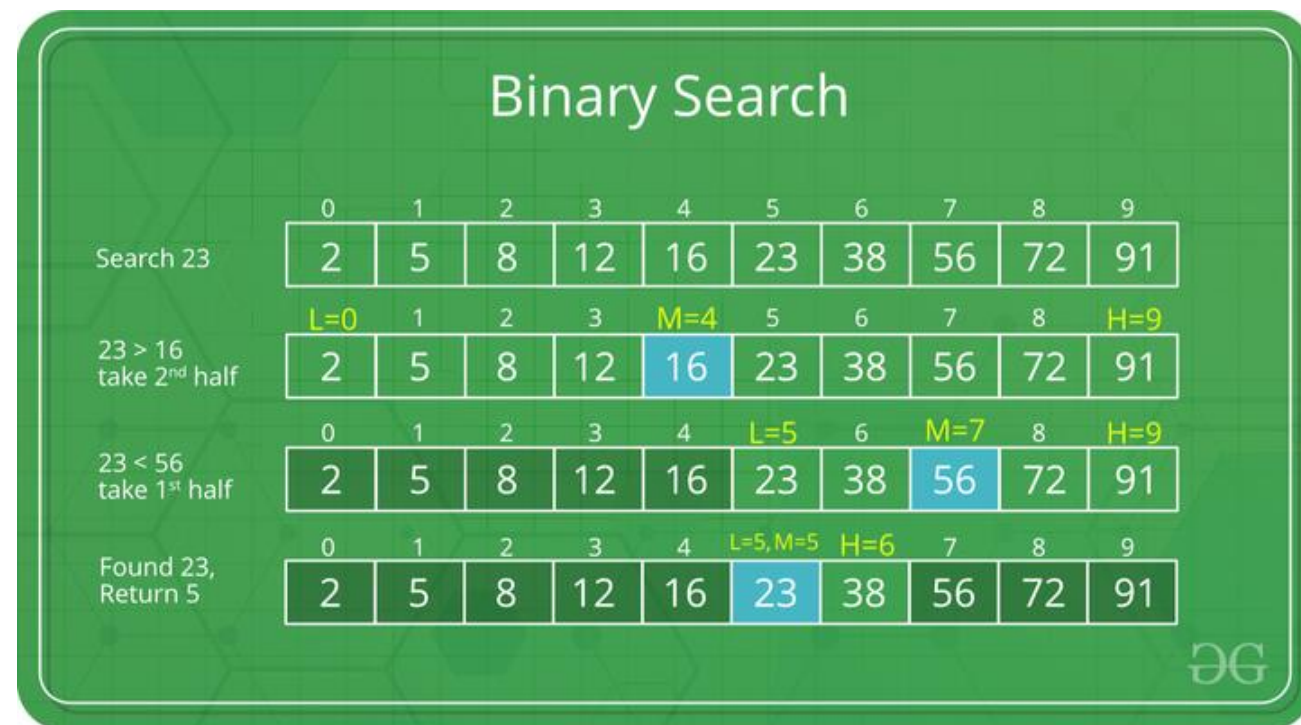 Binary Search
0 1 2 3 4 5 6 7 8 9
Search 23 2 5 8 12 16 23 38 56 72 91
L=0 1 2 3 M=4 5 6 7 8 H=9
23 > 16
take 2nd half 2 5 8 12 16 23 38 56 72 91
0 1 2 3 4 L=5 6 M=7 8 H=9
23 < 56
take 1st half 2 5 8 12 16 23 38 56 72 91
0 1 2 3 4 L=5, M=5 H=6 7 8 9
Found 23,
Return 5 2 5 8 12 16 23 38 56 72 91